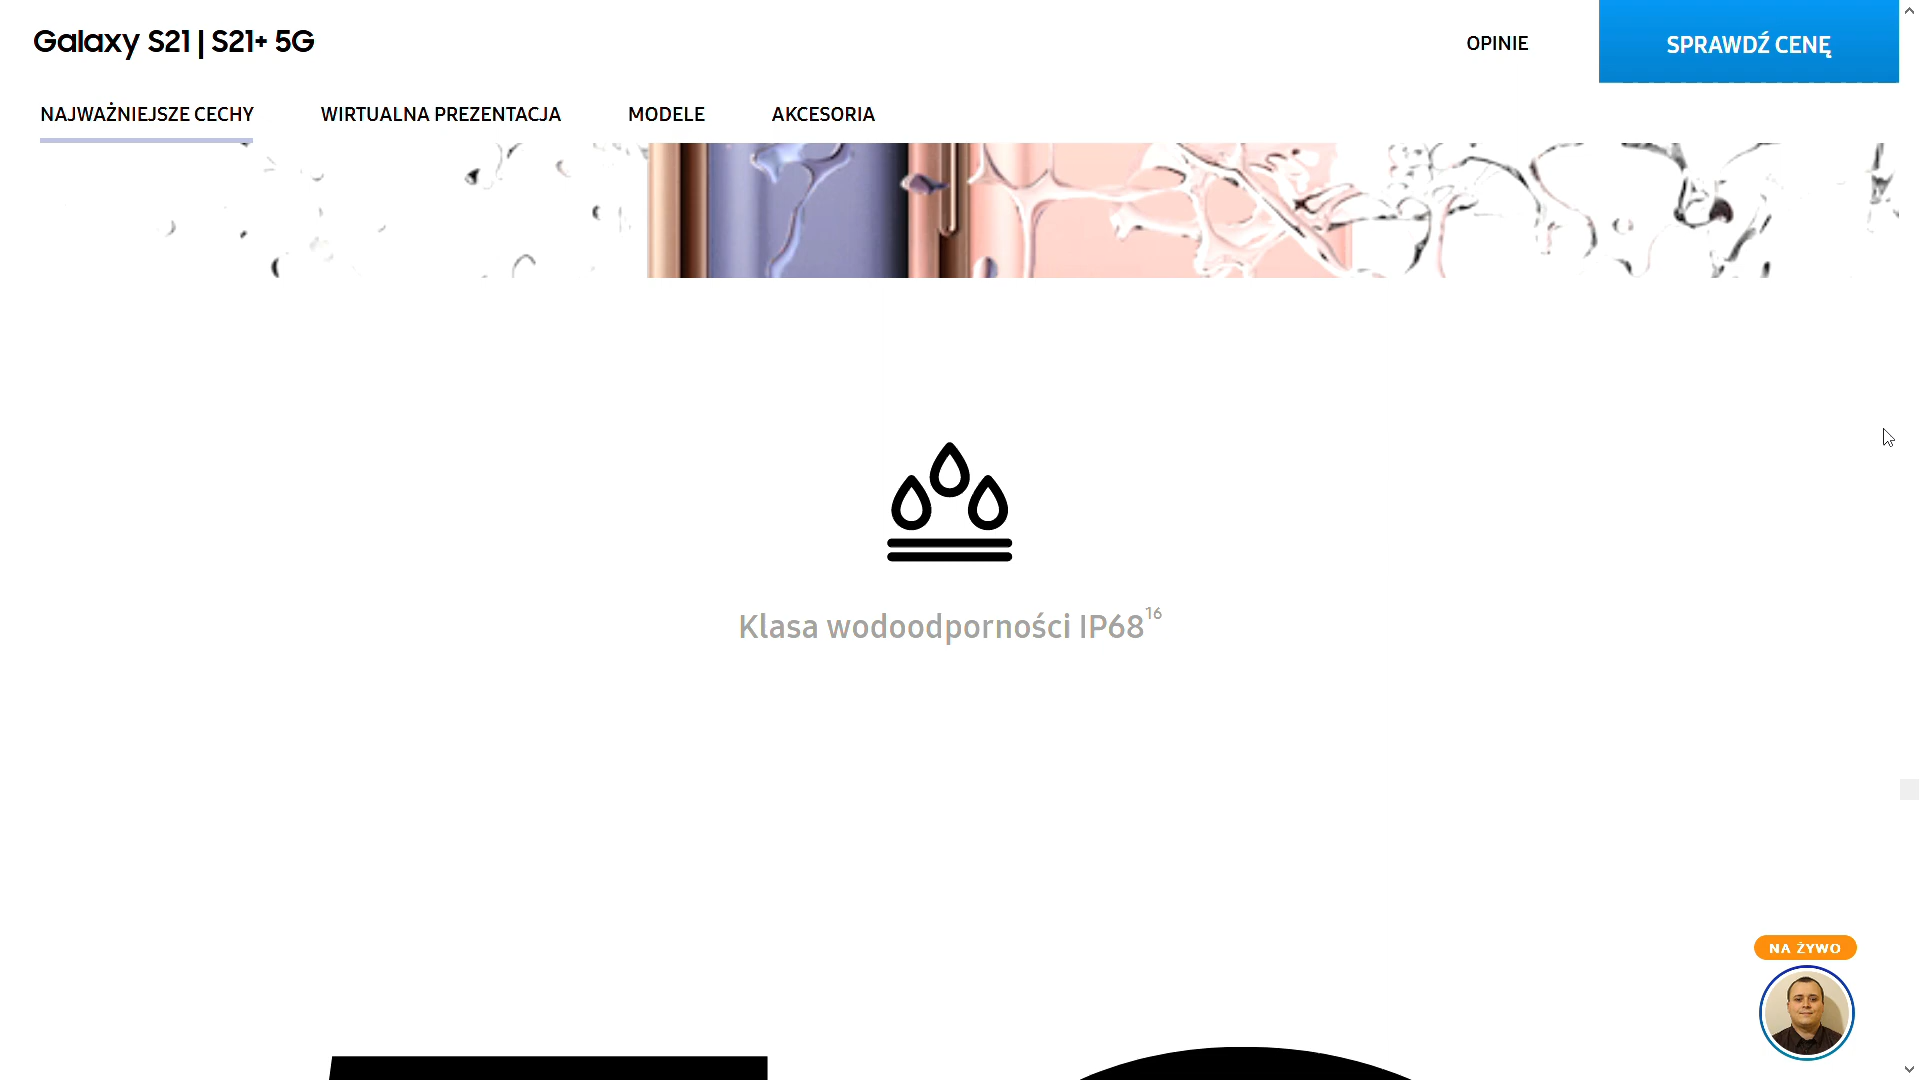 Galaxy S21 | S21+ 5G
OPINIE
SPRAWDŹ CENĘ
NAJWAŻNIEJSZE CECHY
WIRTUALNA PREZENTACJA
MODELE
AKCESORIA
Klasa wodoodporności IP68¹⁶
NA ŻYWO